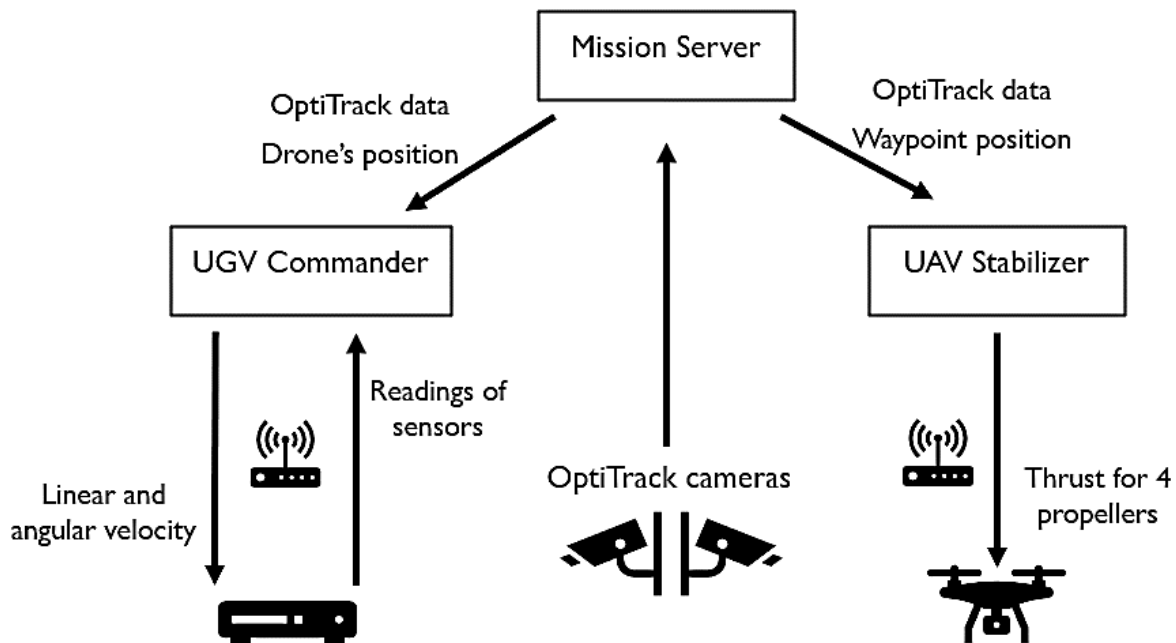 Mission Server
OptiTrack data
Drone's position
OptiTrack data
Waypoint position
UGV Commander
UAV Stabilizer
Readings of
sensors
Linear and
angular velocity
OptiTrack cameras
Thrust for 4
propellers